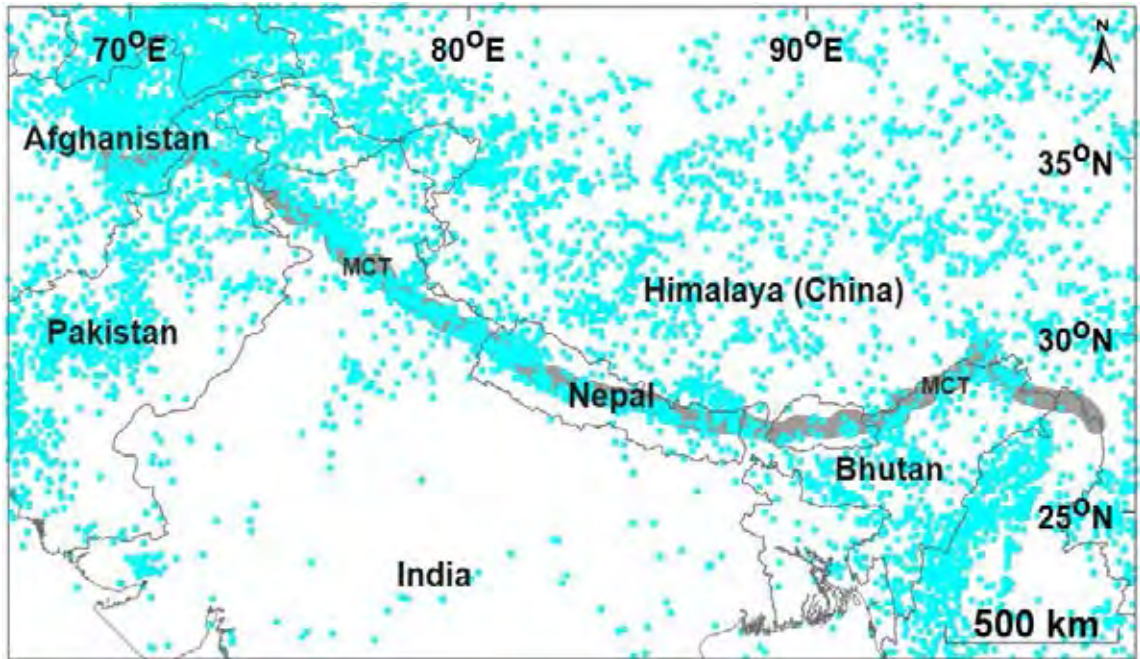 70°E
80°E
90°E
N
Afghanistan
35°N
MCT
Himalaya (China)
Pakistan
30°N
MCT
Nepal
Bhutan
25°N
India
500 km